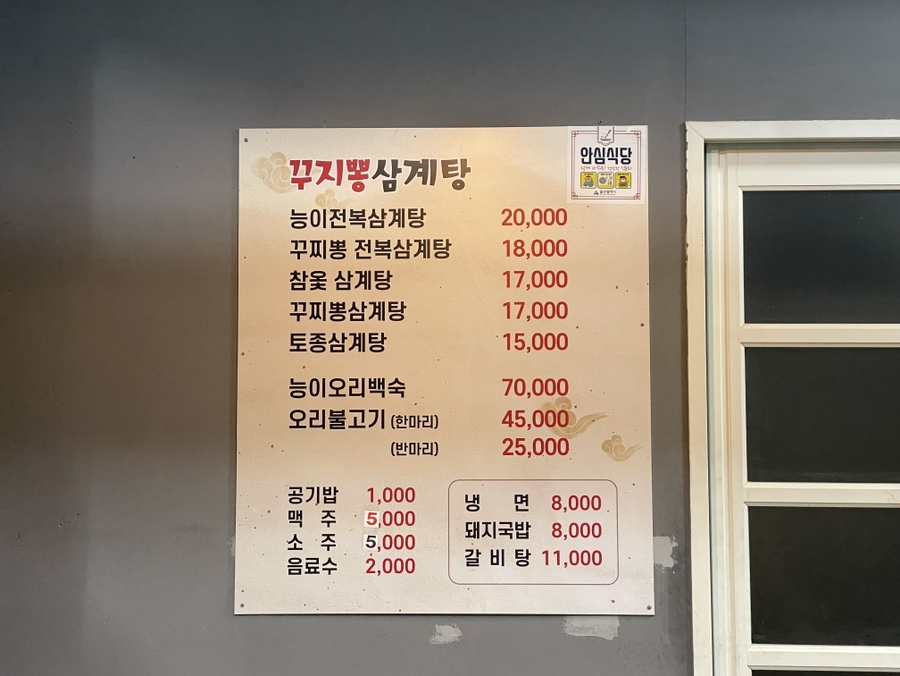 꾸지뽕삼계탕
안심식당
능이전복삼계탕 20,000
꾸찌뽕 전복삼계탕 18,000
참옻 삼계탕 17,000
꾸찌뽕삼계탕 17,000
토종삼계탕 15,000
능이오리백숙 70,000
오리불고기 (한마리) 45,000
(반마리) 25,000
공기밥 1,000
맥 주 5,000
소 주 5,000
음료수 2,000
냉 면 8,000
돼지국밥 8,000
갈 비 탕 11,000